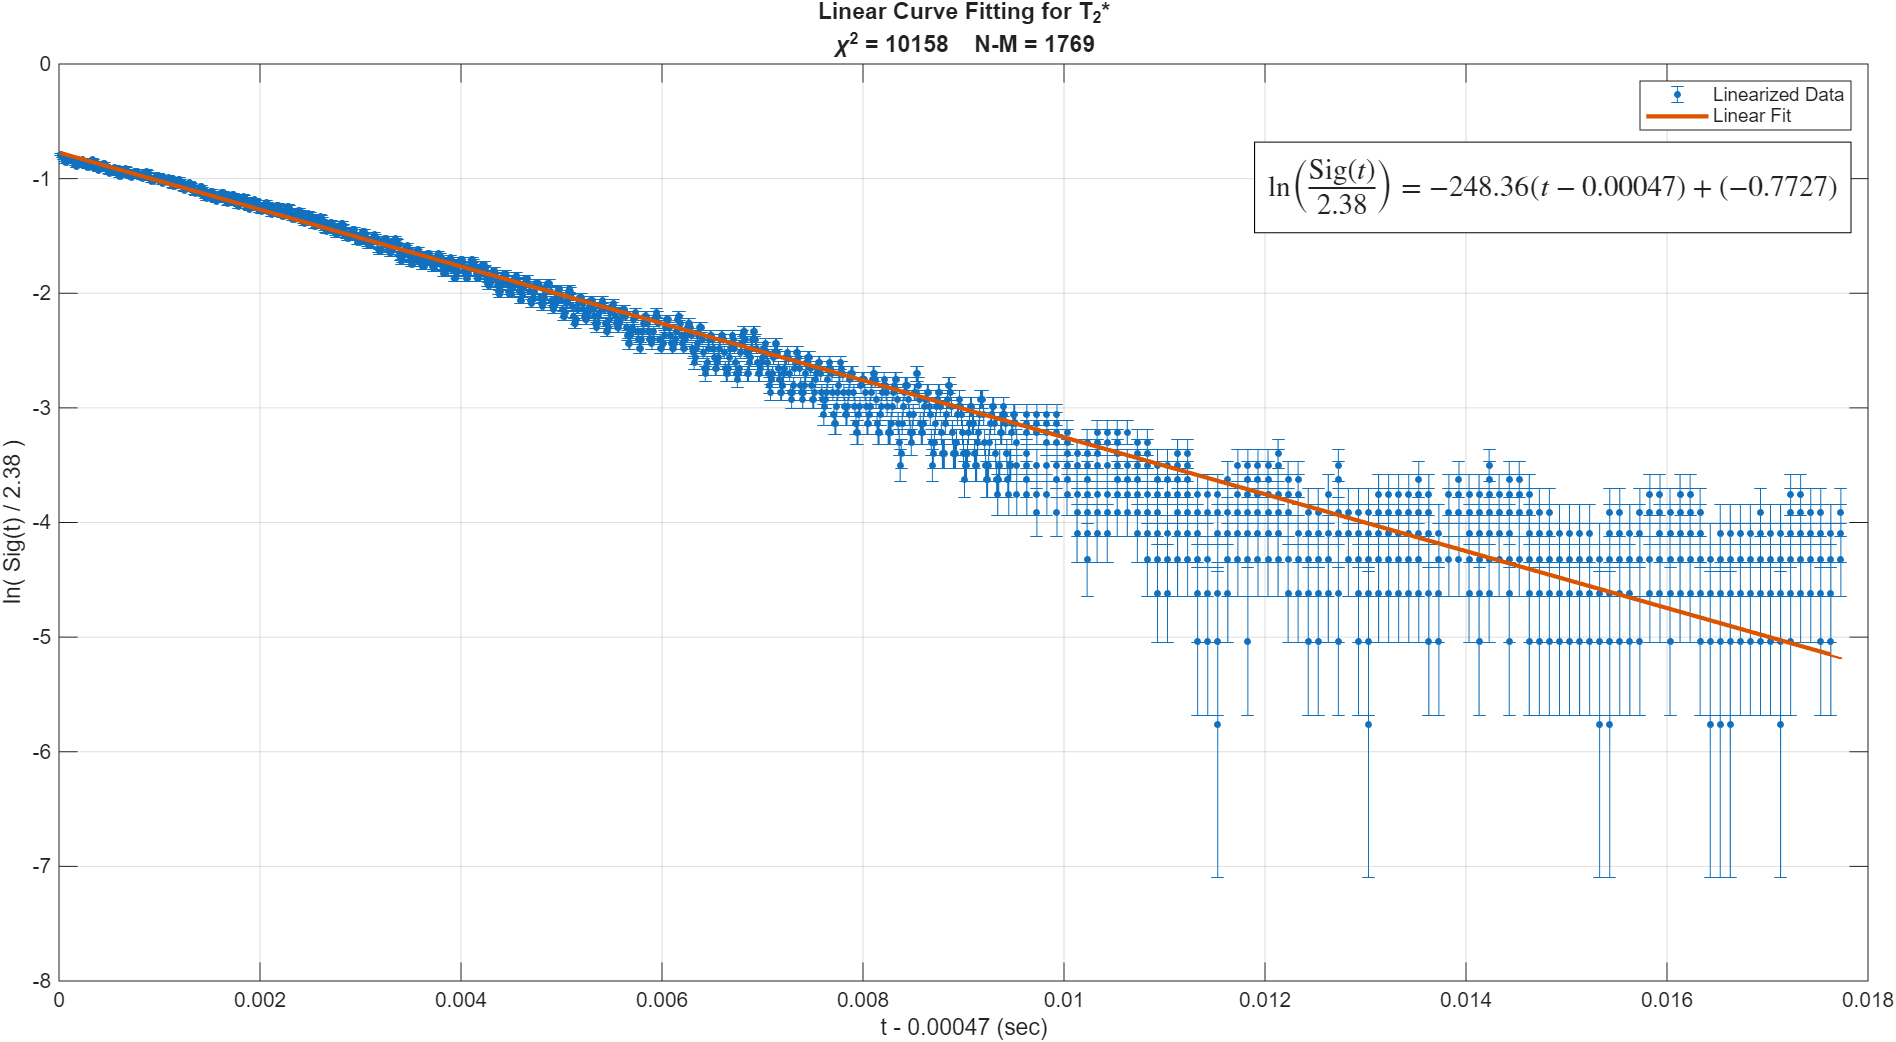 Linear Curve Fitting for T₂*
χ² = 10158 N-M = 1769
0
-1
-2
-3
-4
-5
-6
-7
-8
ln( Sig(t) / 2.38 )
Linearized Data
Linear Fit
ln(Sig(t)/2.38) = −248.36(t − 0.00047) + (−0.7727)
0 0.002 0.004 0.006 0.008 0.01 0.012 0.014 0.016 0.018
t - 0.00047 (sec)